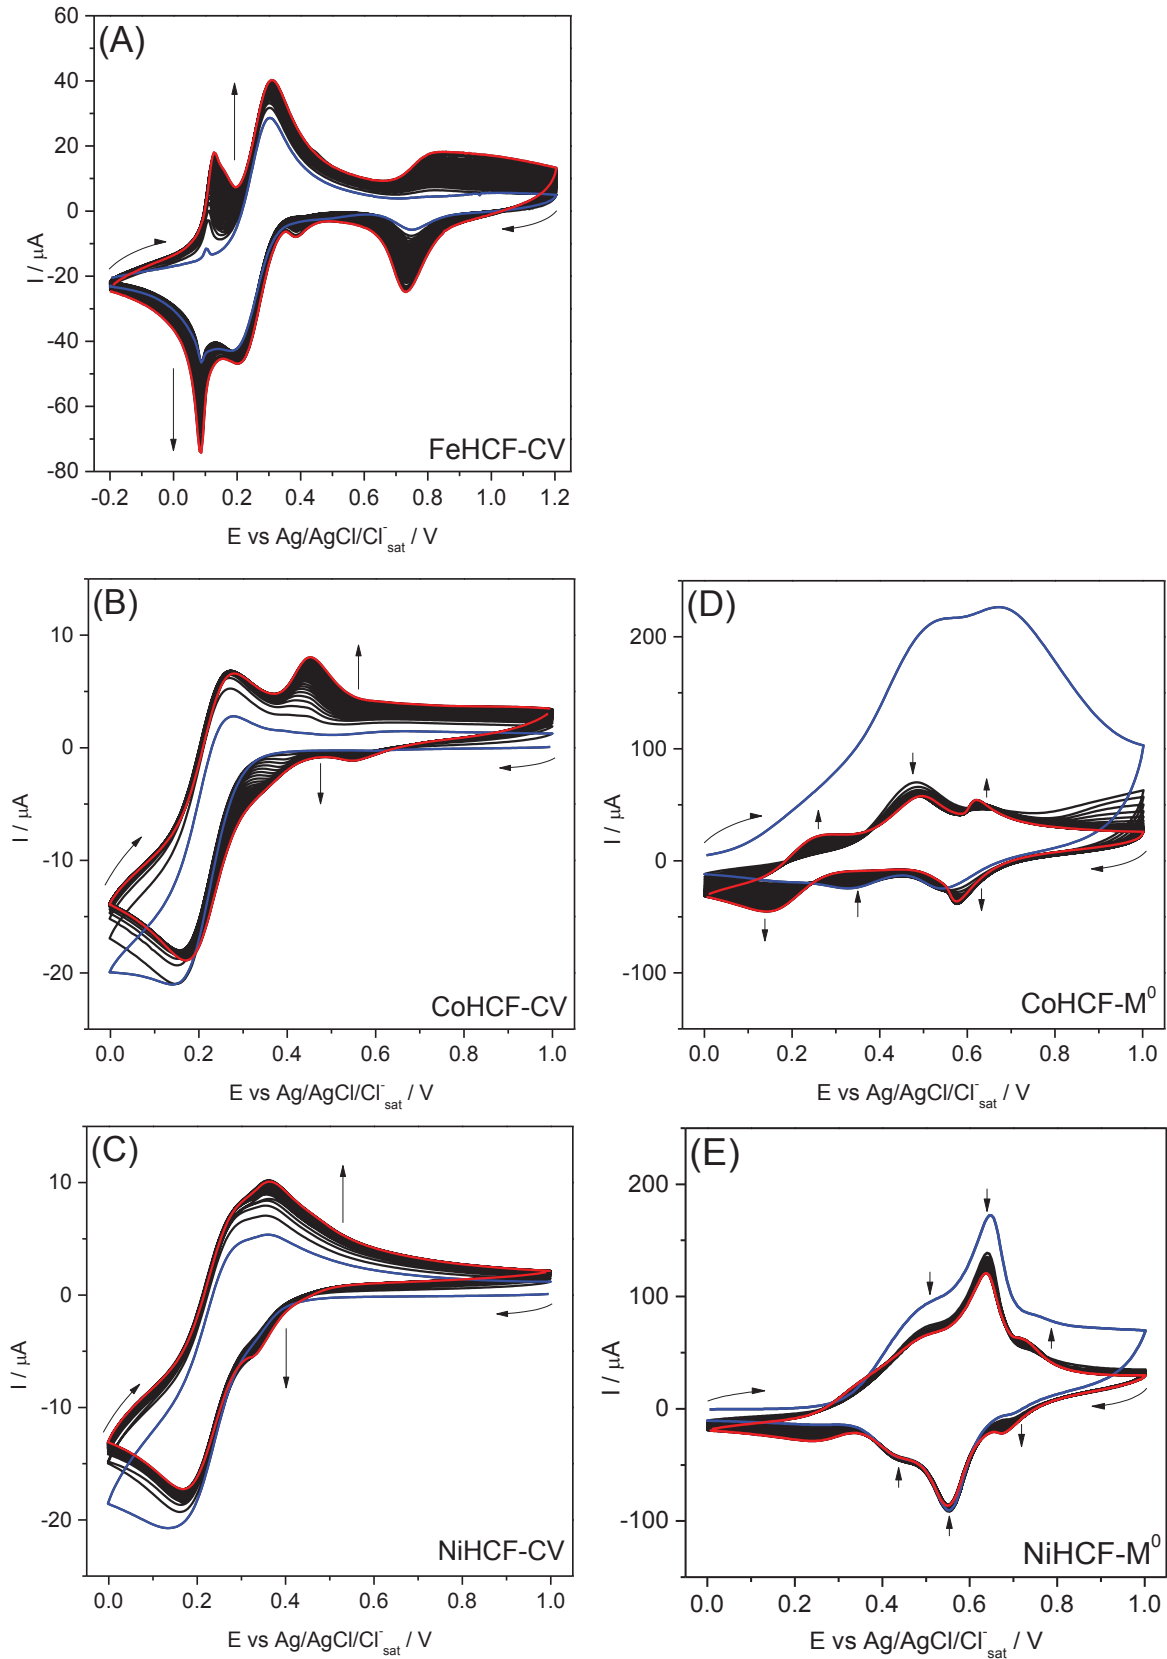 (A)
60
40
20
0
-20
-40
-60
-80
I / µA
FeHCF-CV
-0.2 0.0 0.2 0.4 0.6 0.8 1.0 1.2
E vs Ag/AgCl/Cl⁻sat / V
(B)
10
0
-10
-20
I / µA
CoHCF-CV
0.0 0.2 0.4 0.6 0.8 1.0
E vs Ag/AgCl/Cl⁻sat / V
(D)
200
100
0
-100
I / µA
CoHCF-M⁰
0.0 0.2 0.4 0.6 0.8 1.0
E vs Ag/AgCl/Cl⁻sat / V
(C)
10
0
-10
-20
I / µA
NiHCF-CV
0.0 0.2 0.4 0.6 0.8 1.0
E vs Ag/AgCl/Cl⁻sat / V
(E)
200
100
0
-100
I / µA
NiHCF-M⁰
0.0 0.2 0.4 0.6 0.8 1.0
E vs Ag/AgCl/Cl⁻sat / V